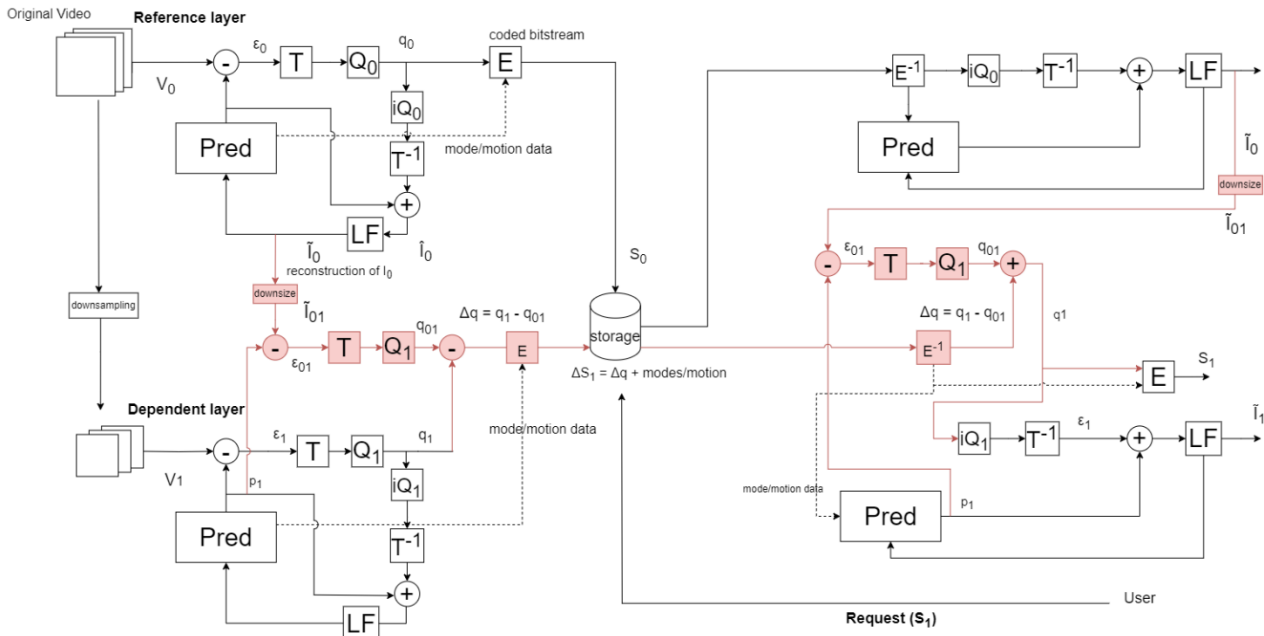 Original Video
Reference layer
V₀
-
ε₀
T
Q₀
q₀
coded bitstream
E
iQ₀
Pred
mode/motion data
T⁻¹
+
LF
Ĩ₀
Î₀
reconstruction of I₀
downsampling
downsize
Ĩ₀₁
-
ε₀₁
T
Q₁
q₀₁
-
Δq = q₁ - q₀₁
E
S₀
storage
ΔS₁ = Δq + modes/motion
Dependent layer
V1
-
ε₁
T
Q₁
q₁
mode/motion data
p₁
iQ₁
Pred
T⁻¹
+
LF
E⁻¹
iQ₀
T⁻¹
+
LF
Pred
Ĩ₀
downsize
Ĩ₀₁
-
ε₀₁
T
Q₁
q₀₁
+
Δq = q₁ - q₀₁
q1
E⁻¹
E
S₁
iQ₁
T⁻¹
ε₁
+
LF
Ĩ₁
mode/motion data
Pred
p₁
User
Request (S₁)